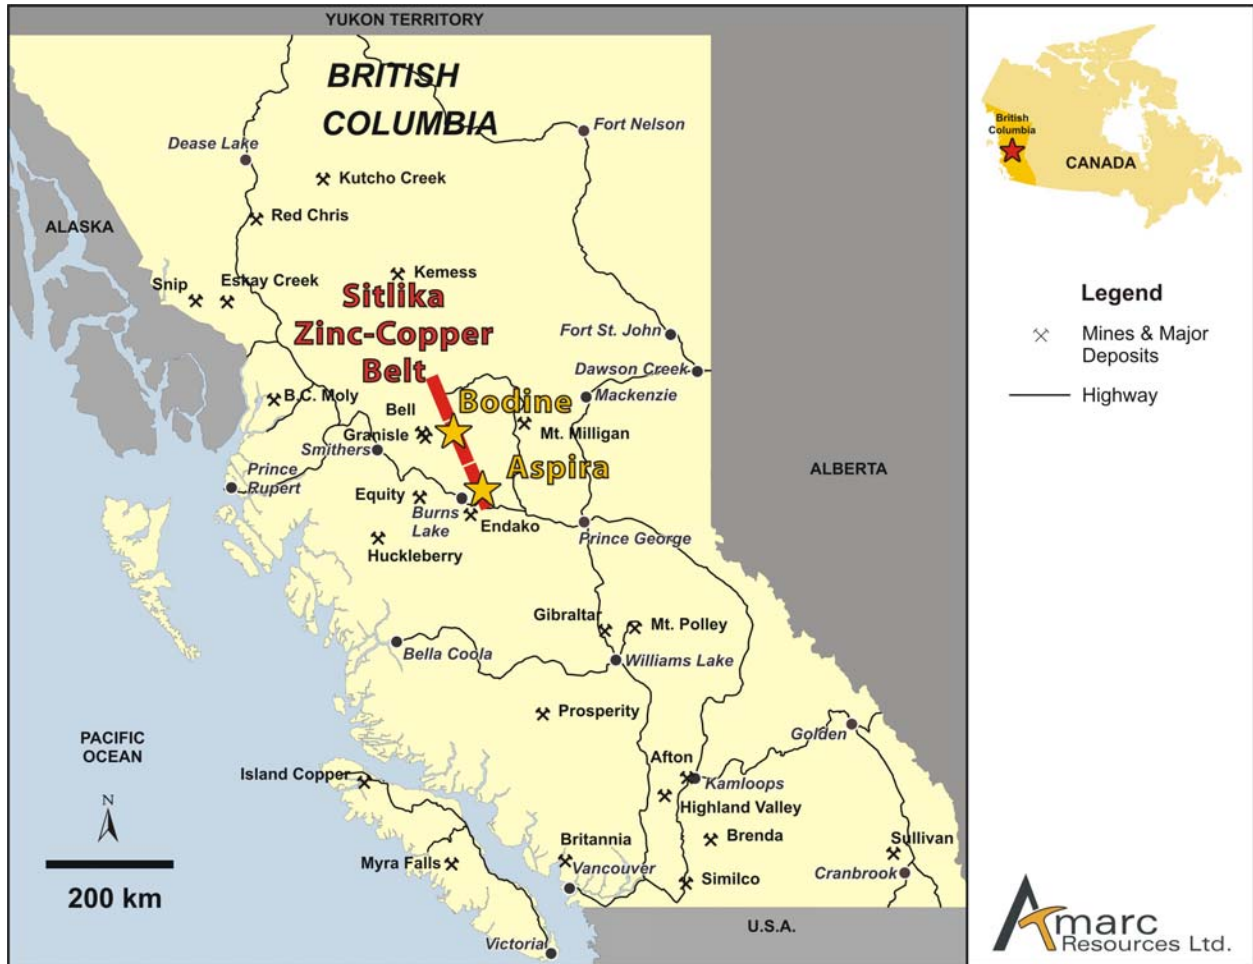 YUKON TERRITORY
BRITISH
COLUMBIA
Fort Nelson
Dease Lake
Kutcho Creek
Red Chris
ALASKA
Kemess
Snip
Eskay Creek
Sitlika
Zinc-Copper
Belt
Fort St. John
Dawson Creek
B.C. Moly
Bodine
Mackenzie
Bell
Granisle
Mt. Milligan
Smithers
Aspira
ALBERTA
Prince
Rupert
Equity
Burns
Lake
Endako
Prince George
Huckleberry
Gibraltar
Mt. Polley
Bella Coola
Williams Lake
Prosperity
PACIFIC
OCEAN
Golden
Afton
Island Copper
Kamloops
Highland Valley
N
Britannia
Brenda
Sullivan
Myra Falls
Vancouver
Similco
Cranbrook
200 km
U.S.A.
Victoria
British
Columbia
CANADA
Legend
Mines & Major
Deposits
Highway
Amarc
Resources Ltd.